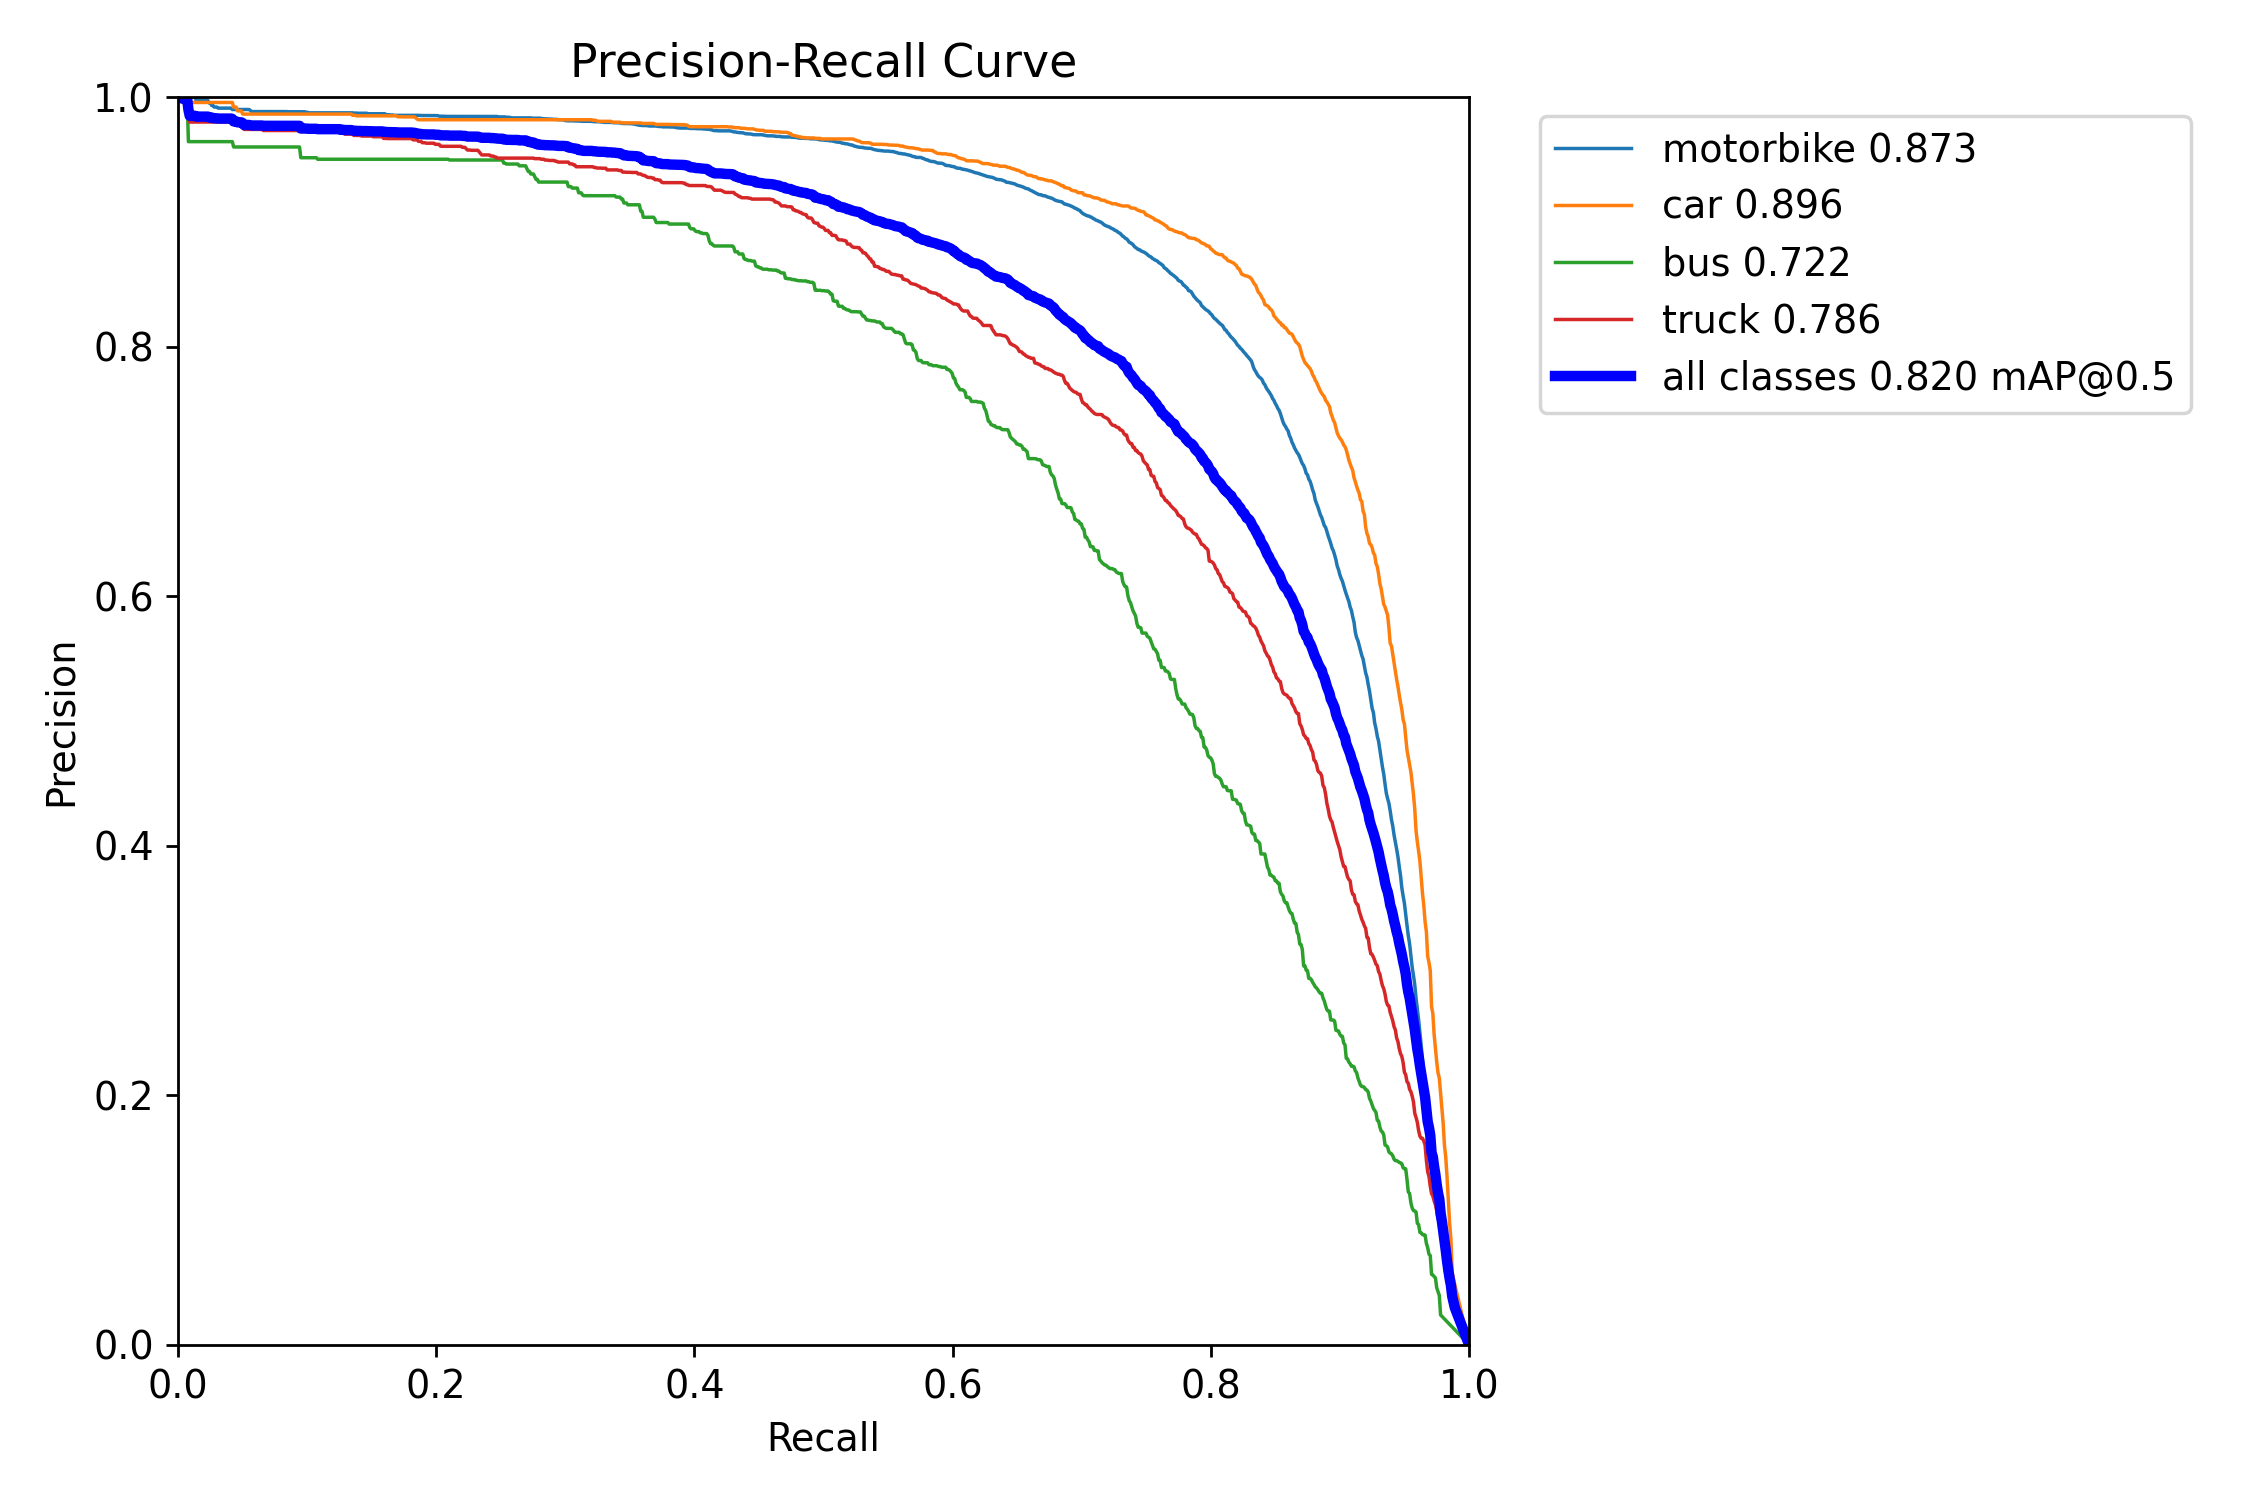 Precision-Recall Curve
motorbike 0.873
car 0.896
bus 0.722
truck 0.786
all classes 0.820 mAP@0.5
1.0
0.8
0.6
0.4
0.2
0.0
Precision
0.0 0.2 0.4 0.6 0.8 1.0
Recall